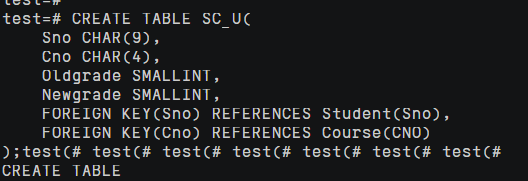 test=#
test=# CREATE TABLE SC_U(
    Sno CHAR(9),
    Cno CHAR(4),
    Oldgrade SMALLINT,
    Newgrade SMALLINT,
    FOREIGN KEY(Sno) REFERENCES Student(Sno),
    FOREIGN KEY(Cno) REFERENCES Course(CNO)
);test(# test(# test(# test(# test(# test(# test(#
CREATE TABLE